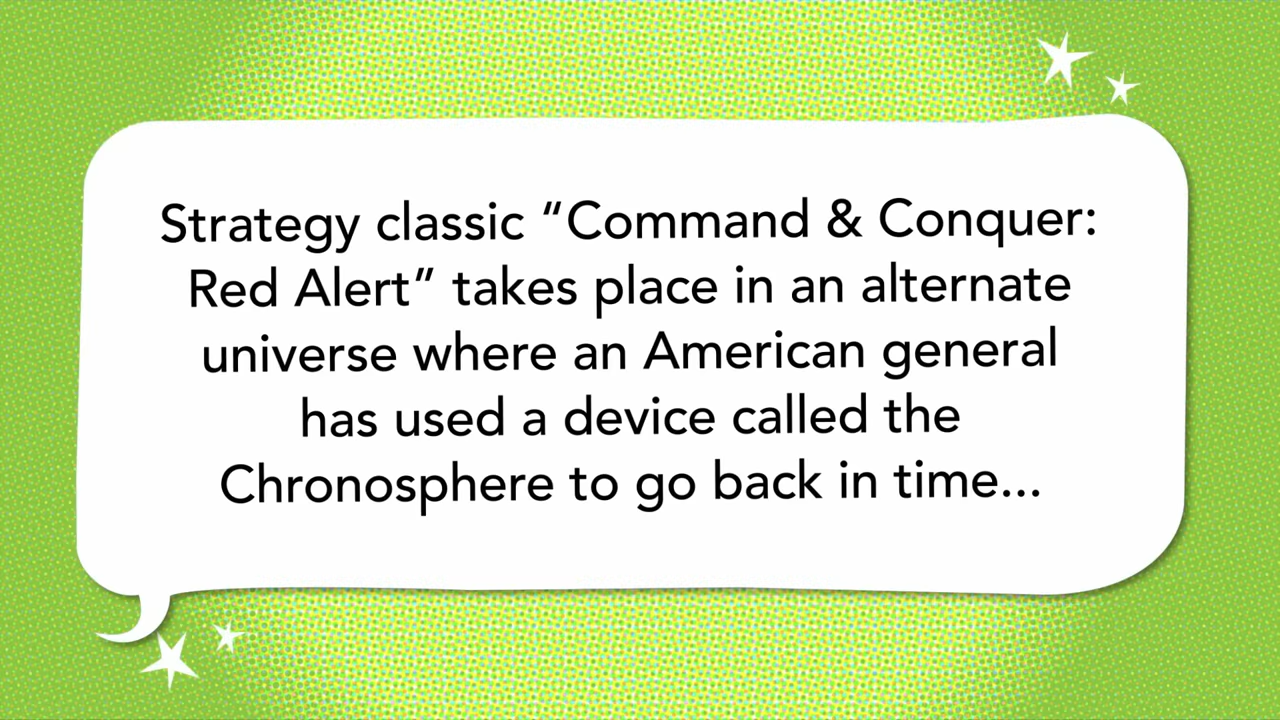 Strategy classic “Command & Conquer:
Red Alert” takes place in an alternate
universe where an American general
has used a device called the
Chronosphere to go back in time...